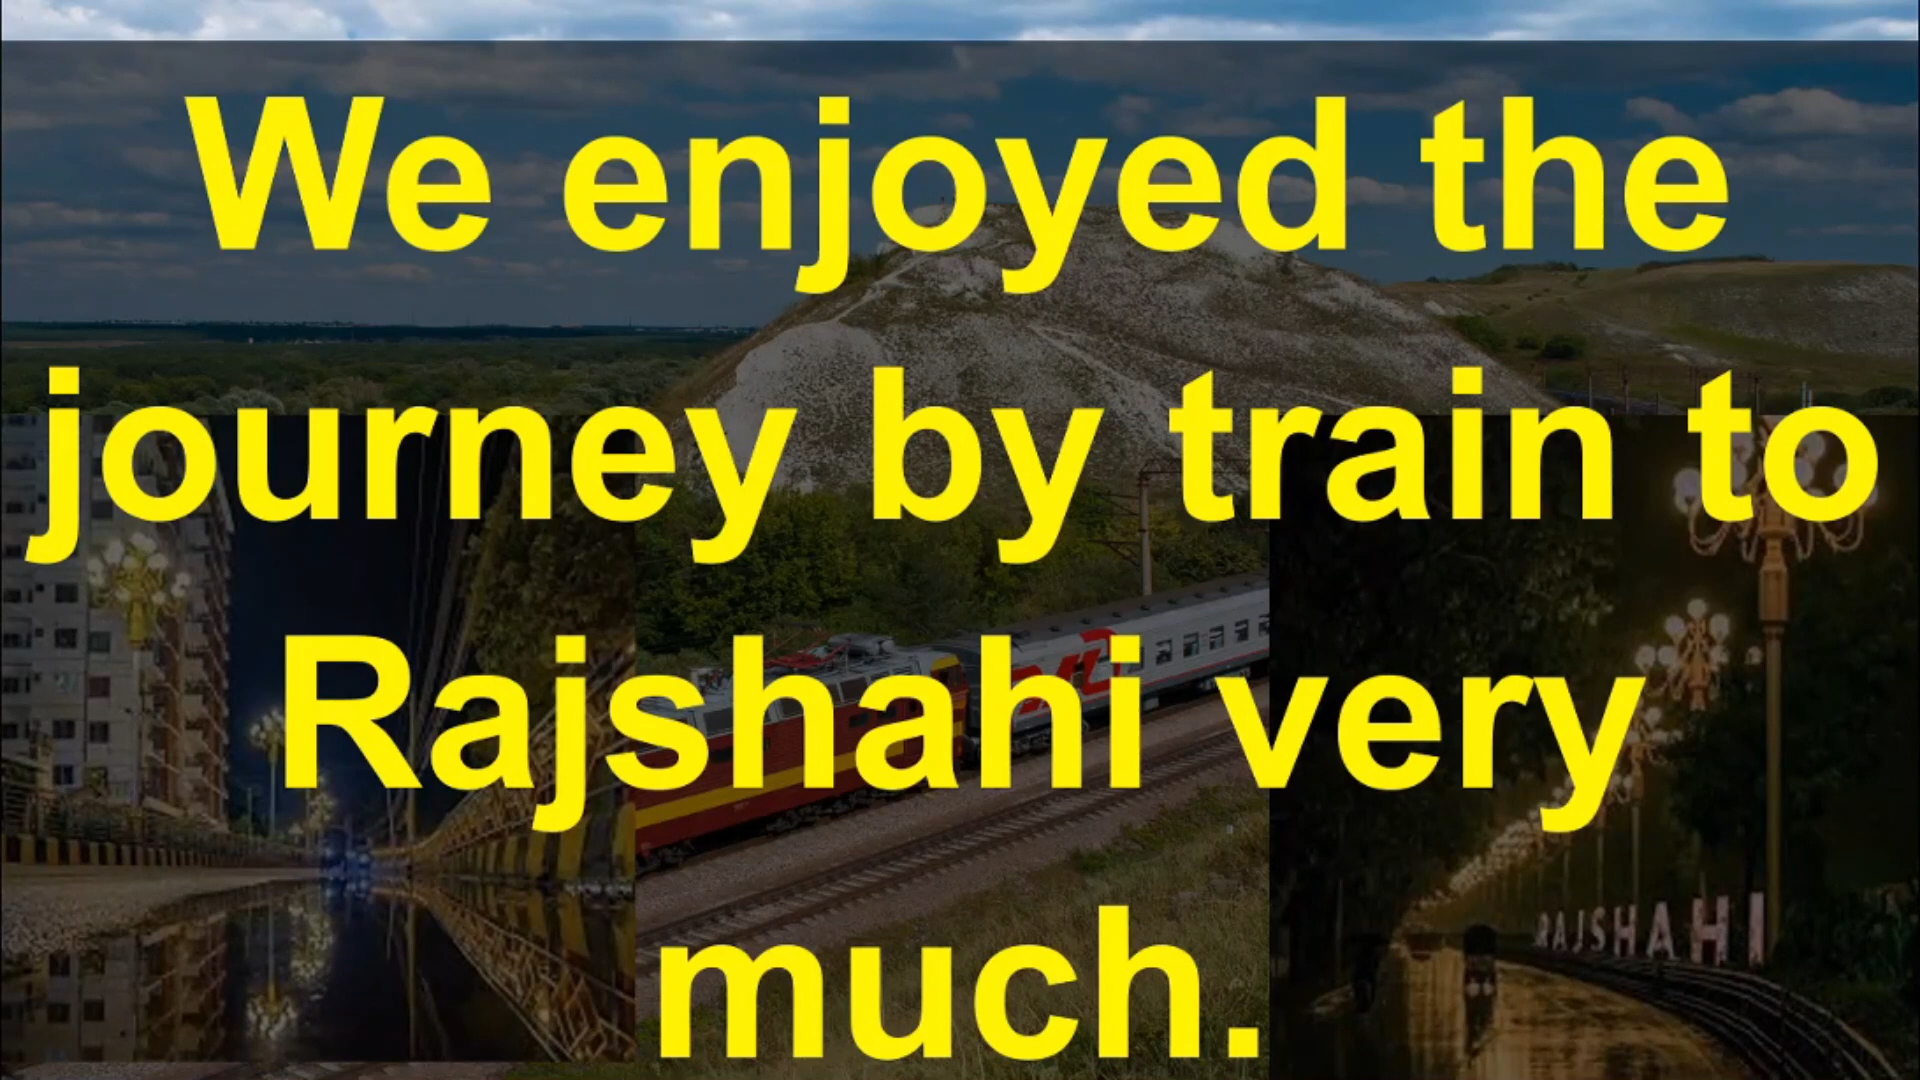 We enjoyed the
journey by train to
Rajshahi very
much.
RAJSHAHI